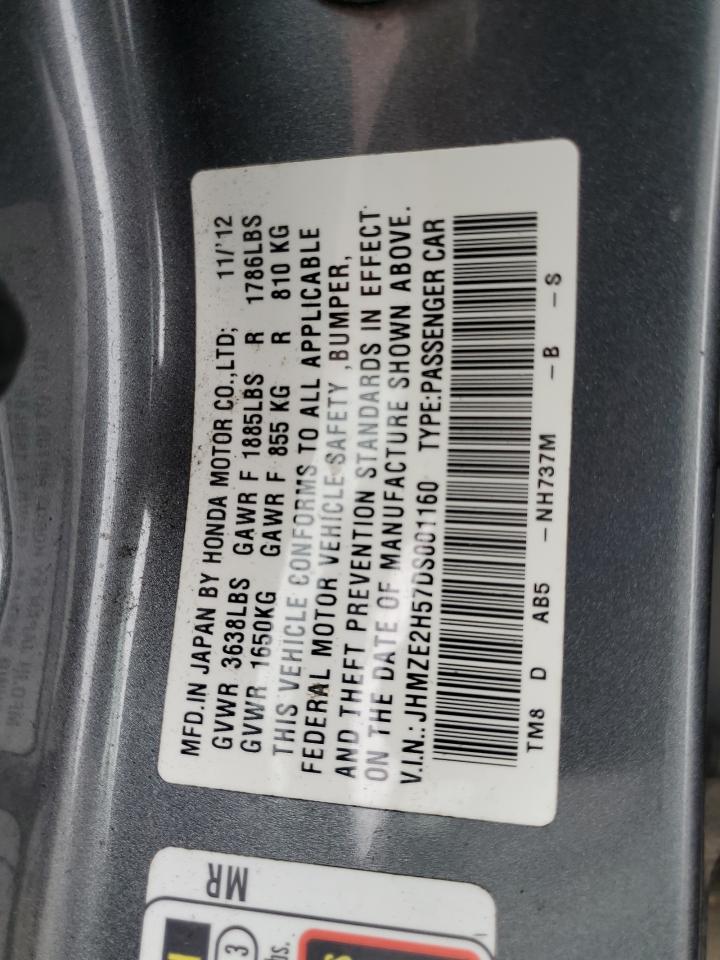 MFD.IN JAPAN BY HONDA MOTOR CO.,LTD; 11/'12
GVWR 3638LBS GAWR F 1885LBS R 1786LBS
GVWR 1650KG GAWR F 855 KG R 810 KG
THIS VEHICLE CONFORMS TO ALL APPLICABLE
FEDERAL MOTOR VEHICLE SAFETY ,BUMPER,
AND THEFT PREVENTION STANDARDS IN EFFECT
ON THE DATE OF MANUFACTURE SHOWN ABOVE.
V.I.N.: JHMZE2H57DS001160 TYPE:PASSENGER CAR
TM8 D AB5 -NH737M -B -S
MR
3